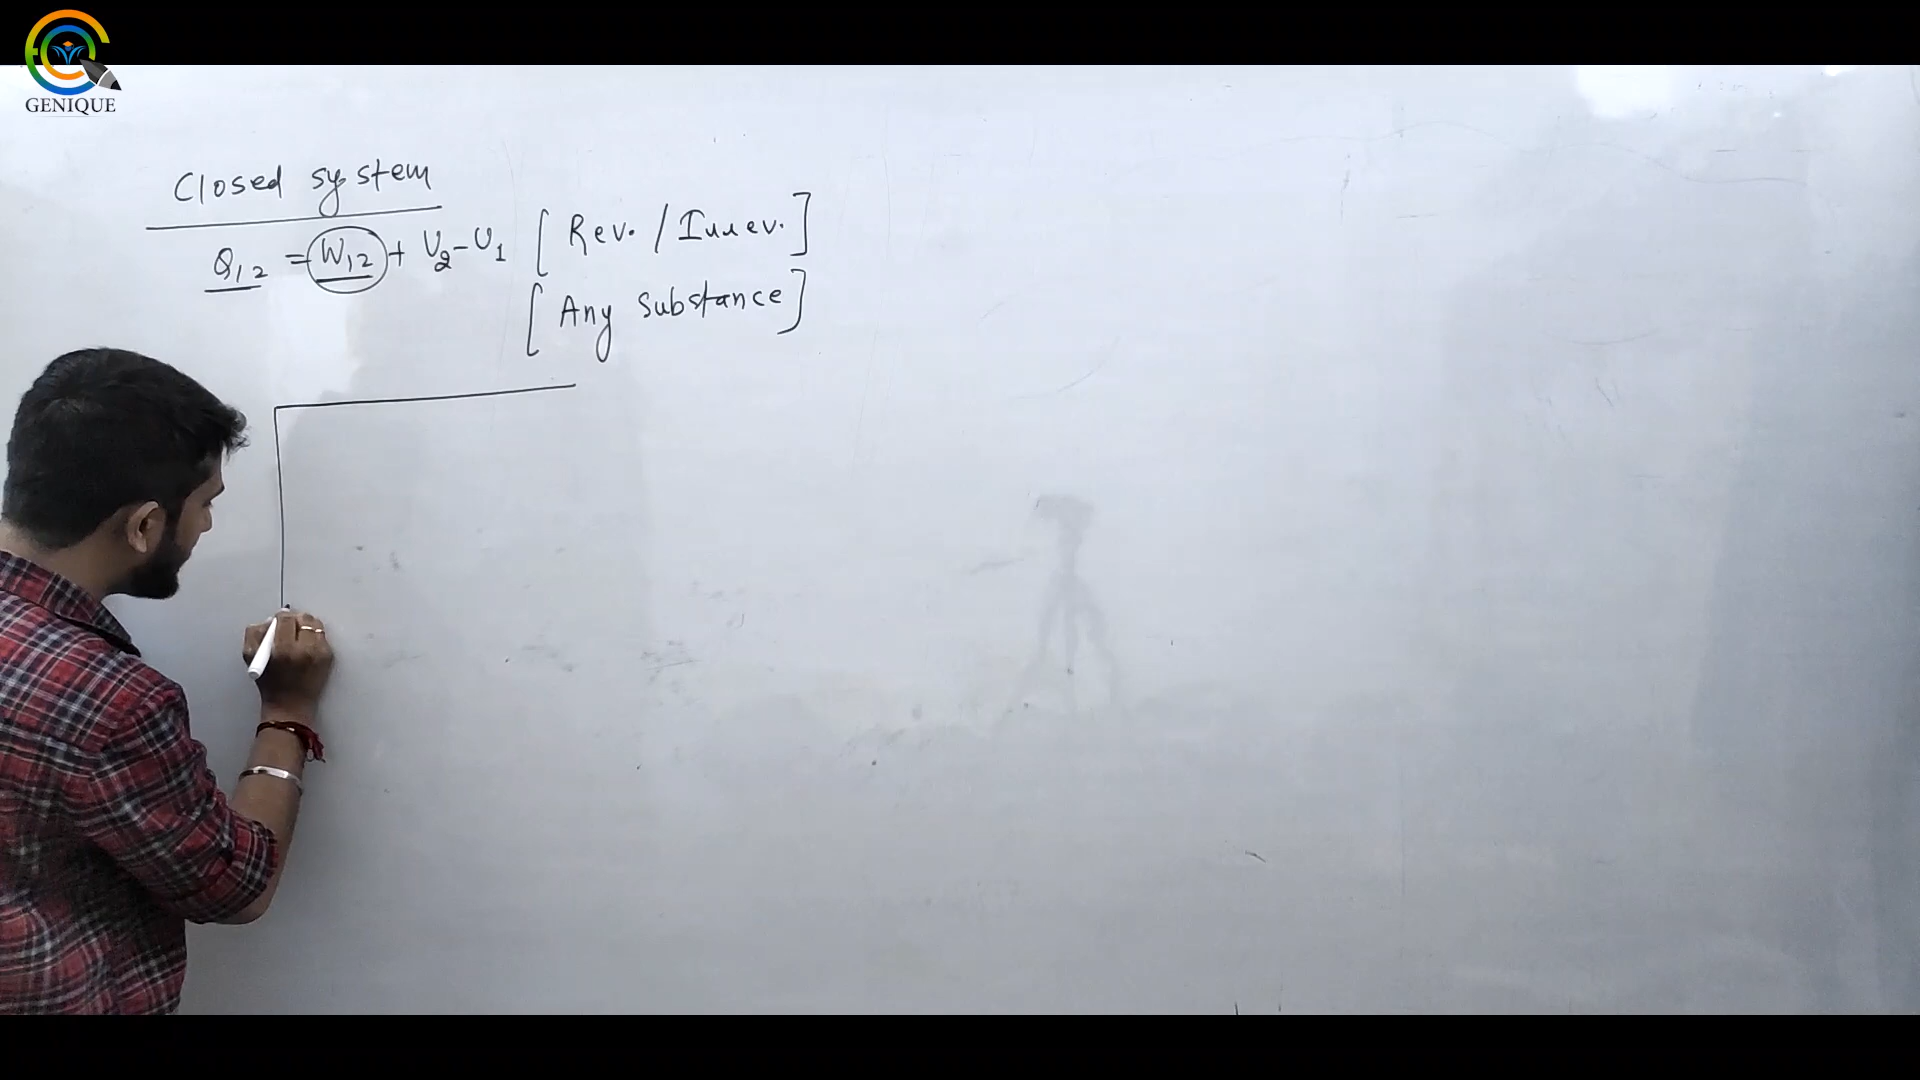 GENIQUE
Closed system
Q12 = W12 + U2 - U1 [Rev. / Irrev.]
[Any substance]